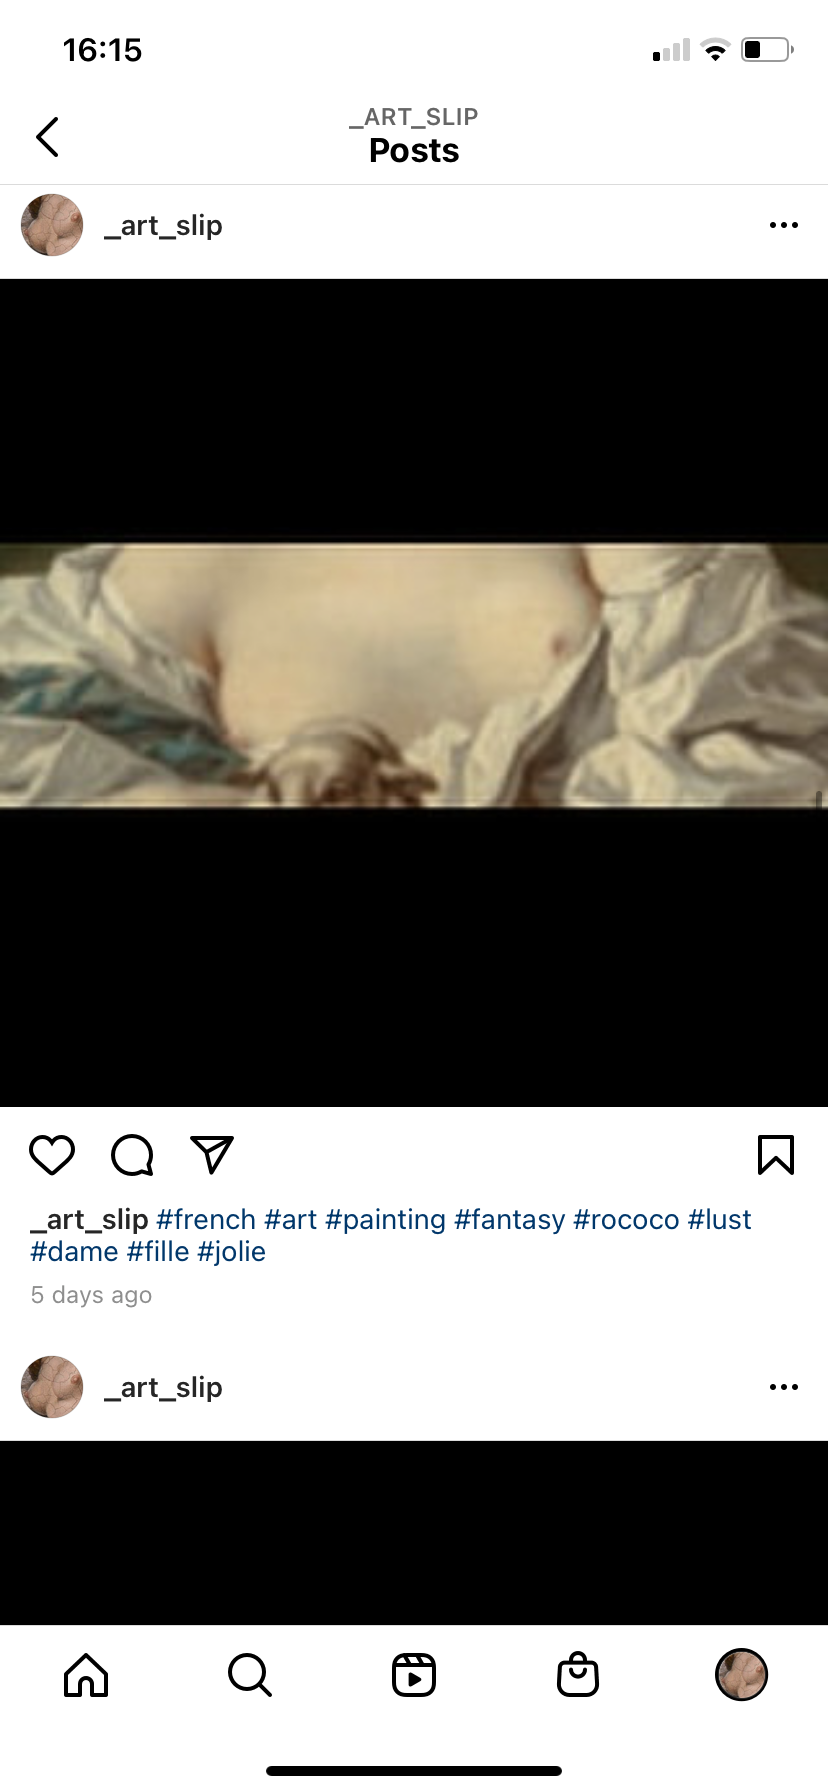 16:15
_ART_SLIP
Posts
_art_slip
_art_slip #french #art #painting #fantasy #rococo #lust
#dame #fille #jolie
5 days ago
_art_slip